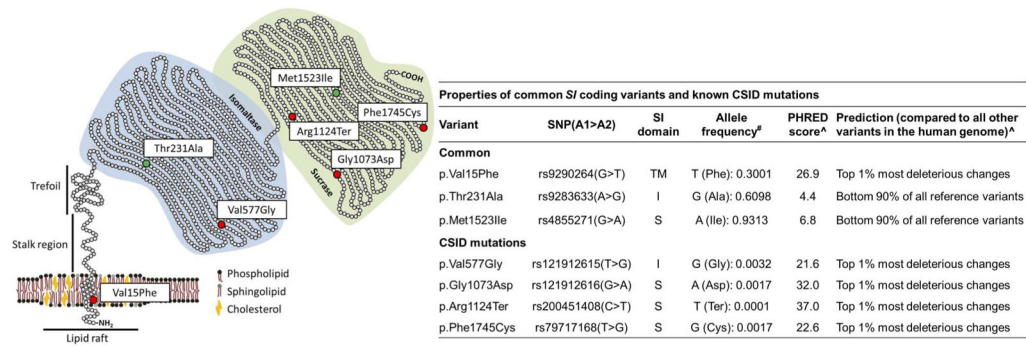 Met1523Ile
COOH
Phe1745Cys
Isomaltase
Arg1124Ter
Thr231Ala
Gly1073Asp
Sucrase
Trefoil
Val577Gly
Stalk region
Phospholipid
Sphingolipid
Val15Phe
Cholesterol
NH2
Lipid raft
Properties of common SI coding variants and known CSID mutations
Variant SNP(A1>A2) SI domain Allele frequency# PHRED score^ Prediction (compared to all other variants in the human genome)^
Common
p.Val15Phe rs9290264(G>T) TM T (Phe): 0.3001 26.9 Top 1% most deleterious changes
p.Thr231Ala rs9283633(A>G) I G (Ala): 0.6098 4.4 Bottom 90% of all reference variants
p.Met1523Ile rs4855271(G>A) S A (Ile): 0.9313 6.8 Bottom 90% of all reference variants
CSID mutations
p.Val577Gly rs121912615(T>G) I G (Gly): 0.0032 21.6 Top 1% most deleterious changes
p.Gly1073Asp rs121912616(G>A) S A (Asp): 0.0017 32.0 Top 1% most deleterious changes
p.Arg1124Ter rs200451408(C>T) S T (Ter): 0.0001 37.0 Top 1% most deleterious changes
p.Phe1745Cys rs79717168(T>G) S G (Cys): 0.0017 22.6 Top 1% most deleterious changes